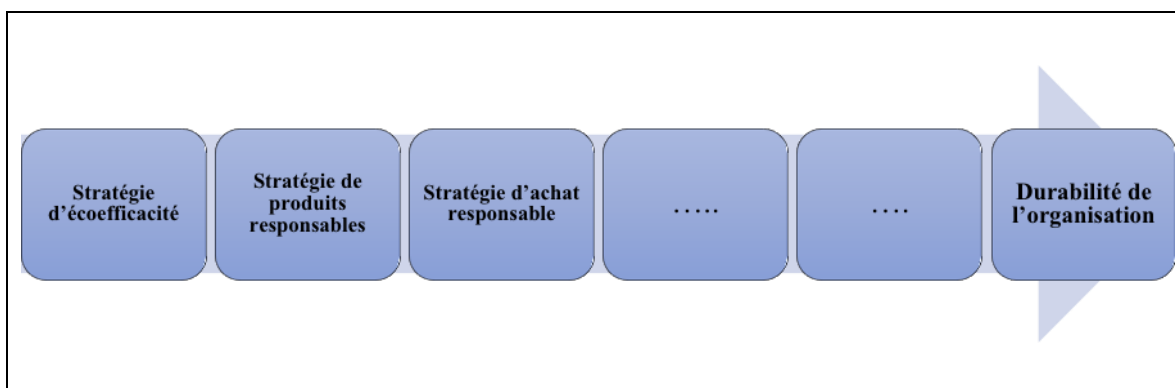 Stratégie
d'écoefficacité
Stratégie de
produits
responsables
Stratégie d'achat
responsable
…..
….
Durabilité de
l'organisation